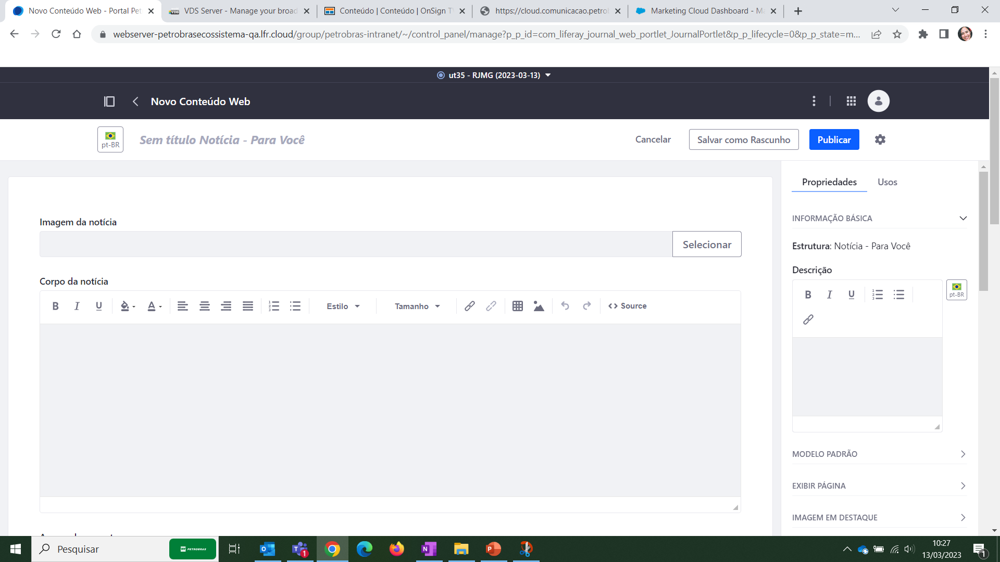 Novo Conteúdo Web - Portal Pet
VDS Server - Manage your broad
Conteúdo | Conteúdo | OnSign T
https://cloud.comunicacao.petrob
Marketing Cloud Dashboard - M
webserver-petrobrasecossistema-qa.lfr.cloud/group/petrobras-intranet/~/control_panel/manage?p_p_id=com_liferay_journal_web_portlet_JournalPortlet&p_p_lifecycle=0&p_p_state=m...
ut35 - RJMG (2023-03-13)
Novo Conteúdo Web
pt-BR
Sem título Notícia - Para Você
Cancelar
Salvar como Rascunho
Publicar
Propriedades
Usos
Imagem da notícia
Selecionar
Corpo da notícia
B I U
A
Estilo
Tamanho
Source
INFORMAÇÃO BÁSICA
Estrutura: Notícia - Para Você
Descrição
B I U
pt-BR
MODELO PADRÃO
EXIBIR PÁGINA
IMAGEM EM DESTAQUE
Pesquisar
PETROBRAS
1
10:27
13/03/2023
1